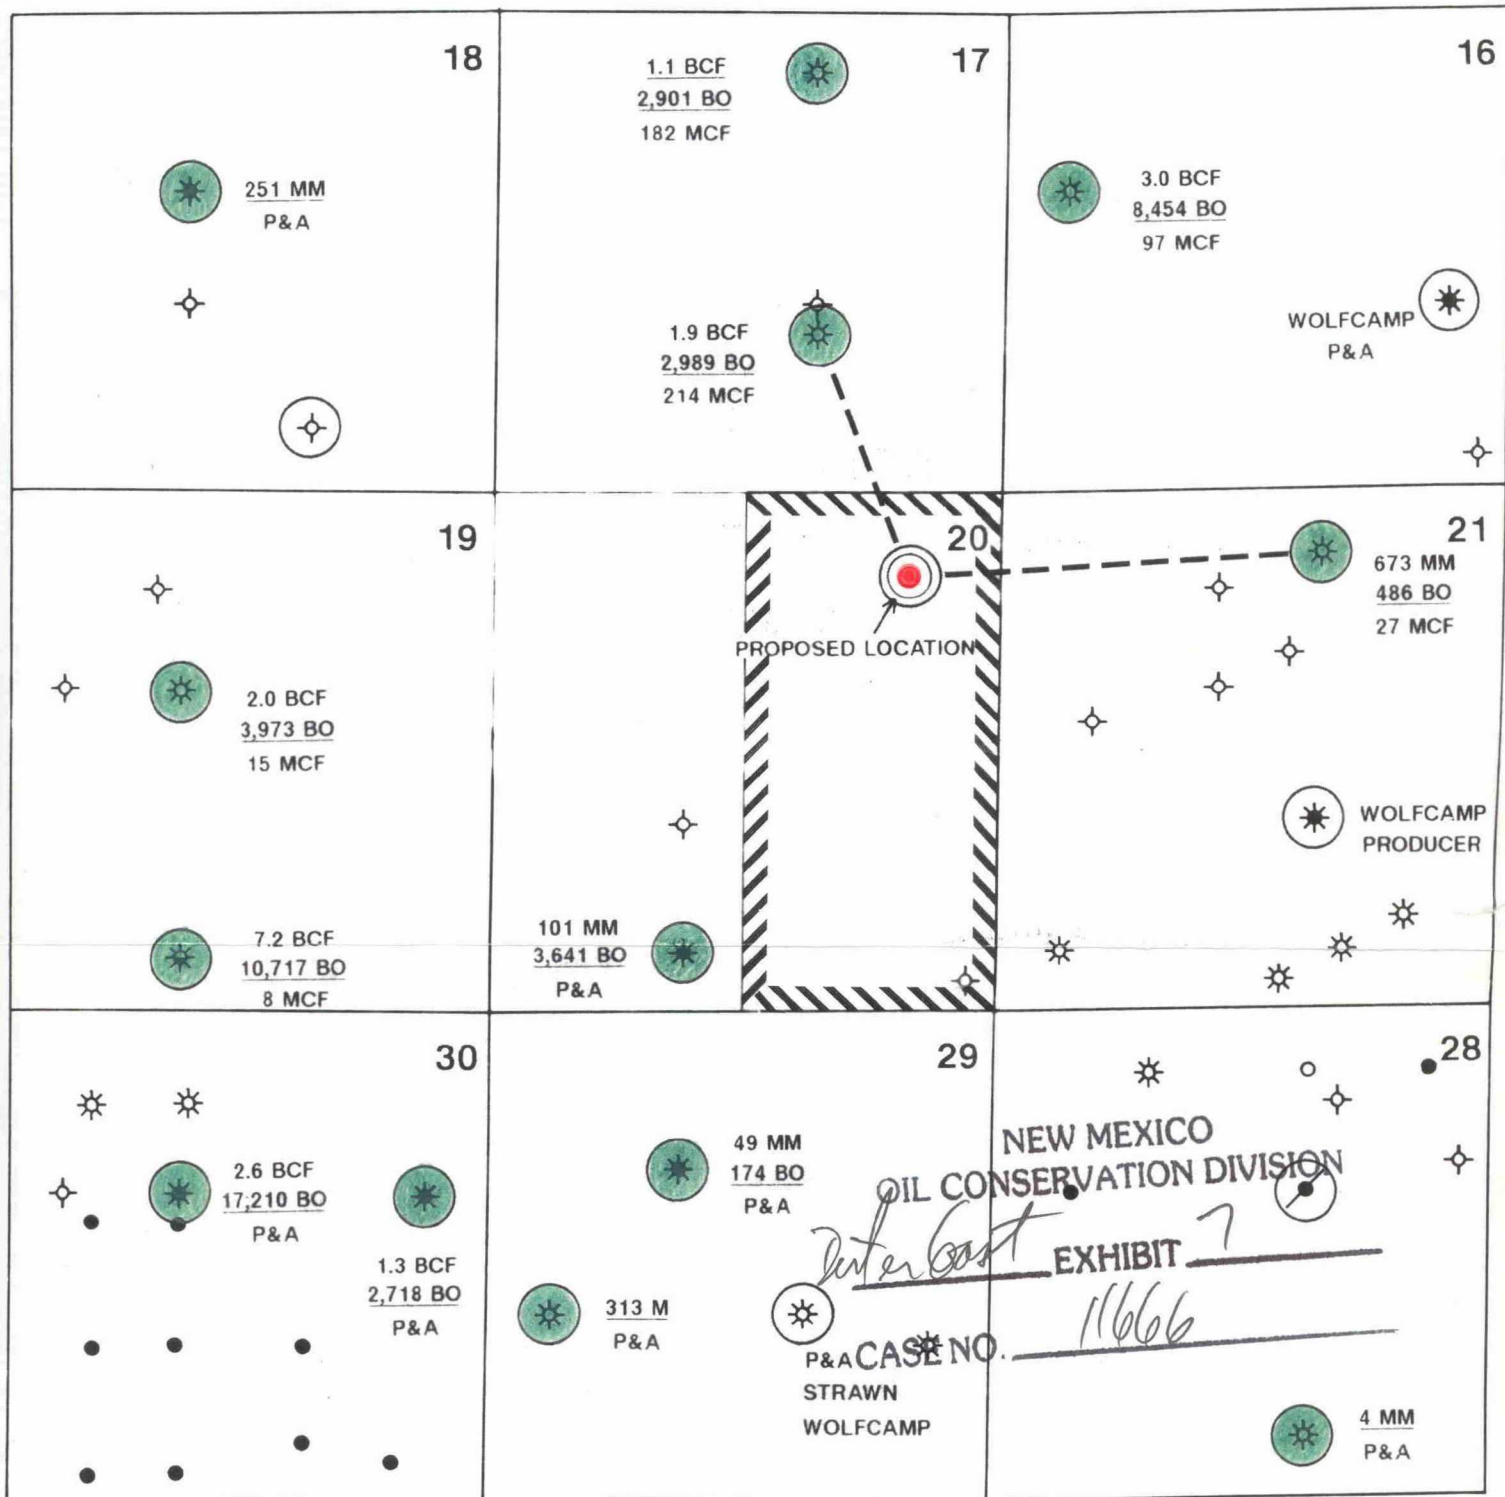 18
251 MM
P&A
17
1.1 BCF
2,901 BO
182 MCF
1.9 BCF
2,989 BO
214 MCF
16
3.0 BCF
8,454 BO
97 MCF
WOLFCAMP
P&A
19
2.0 BCF
3,973 BO
15 MCF
7.2 BCF
10,717 BO
8 MCF
20
PROPOSED LOCATION
101 MM
3,641 BO
P&A
21
673 MM
486 BO
27 MCF
WOLFCAMP
PRODUCER
30
2.6 BCF
17,210 BO
P&A
1.3 BCF
2,718 BO
P&A
29
49 MM
174 BO
P&A
313 M
P&A
P&A
STRAWN
WOLFCAMP
28
NEW MEXICO
OIL CONSERVATION DIVISION
EXHIBIT 7
CASE NO. 11666
4 MM
P&A